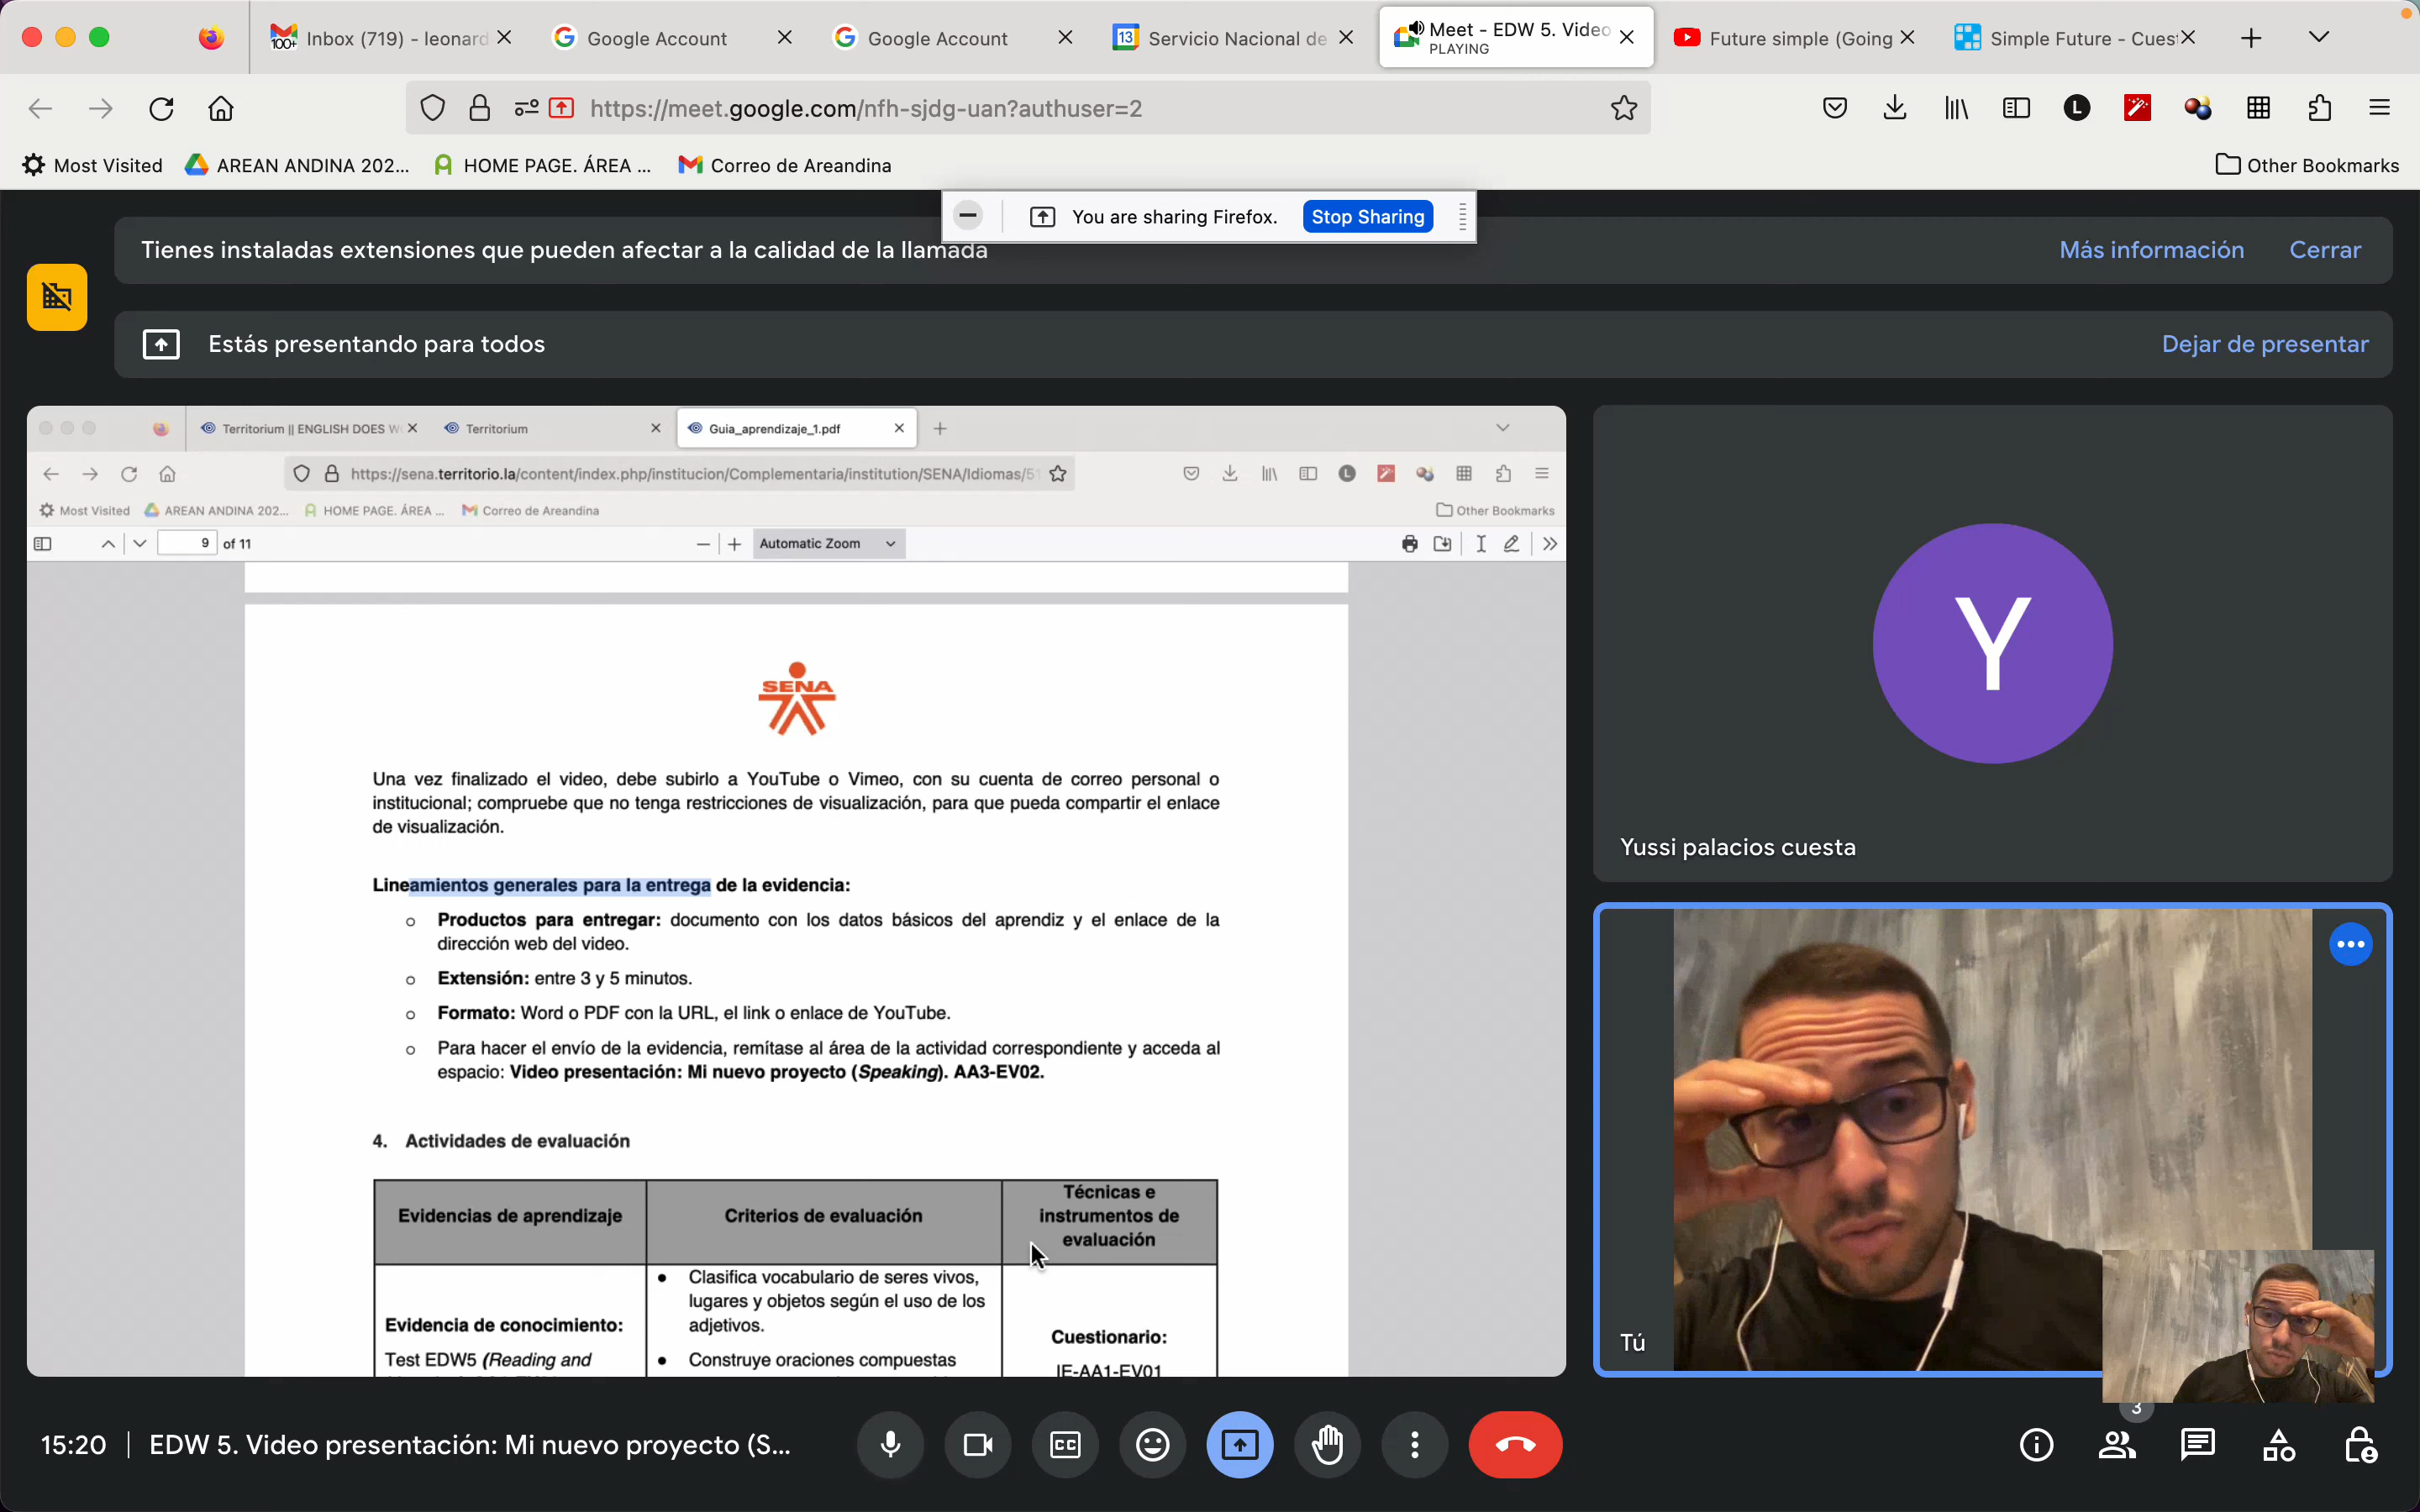 Inbox (719) - leonard
Google Account
Google Account
13
Servicio Nacional de
Meet - EDW 5. Video
PLAYING
Future simple (Going
Simple Future - Cues
https://meet.google.com/nfh-sjdg-uan?authuser=2
L
Most Visited
AREAN ANDINA 202...
HOME PAGE. ÁREA ...
Correo de Areandina
Other Bookmarks
You are sharing Firefox.
Stop Sharing
Tienes instaladas extensiones que pueden afectar a la calidad de la llamada
Más información
Cerrar
Estás presentando para todos
Dejar de presentar
Territorium || ENGLISH DOES W
Territorium
Guia_aprendizaje_1.pdf
https://sena.territorio.la/content/index.php/institucion/Complementaria/institution/SENA/Idiomas/5
L
Most Visited
AREAN ANDINA 202...
HOME PAGE. ÁREA ...
Correo de Areandina
Other Bookmarks
9 of 11
Automatic Zoom
SENA
Una vez finalizado el video, debe subirlo a YouTube o Vimeo, con su cuenta de correo personal o
institucional; compruebe que no tenga restricciones de visualización, para que pueda compartir el enlace
de visualización.
Lineamientos generales para la entrega de la evidencia:
Productos para entregar: documento con los datos básicos del aprendiz y el enlace de la
dirección web del video.
Extensión: entre 3 y 5 minutos.
Formato: Word o PDF con la URL, el link o enlace de YouTube.
Para hacer el envío de la evidencia, remítase al área de la actividad correspondiente y acceda al
espacio: Video presentación: Mi nuevo proyecto (Speaking). AA3-EV02.
4. Actividades de evaluación
Evidencias de aprendizaje
Criterios de evaluación
Técnicas e
instrumentos de
evaluación
Evidencia de conocimiento:
Test EDW5 (Reading and
• Clasifica vocabulario de seres vivos,
lugares y objetos según el uso de los
adjetivos.
• Construye oraciones compuestas
Cuestionario:
IE-AA1-EV01
Y
Yussi palacios cuesta
Tú
15:20
EDW 5. Video presentación: Mi nuevo proyecto (S...
CC
3